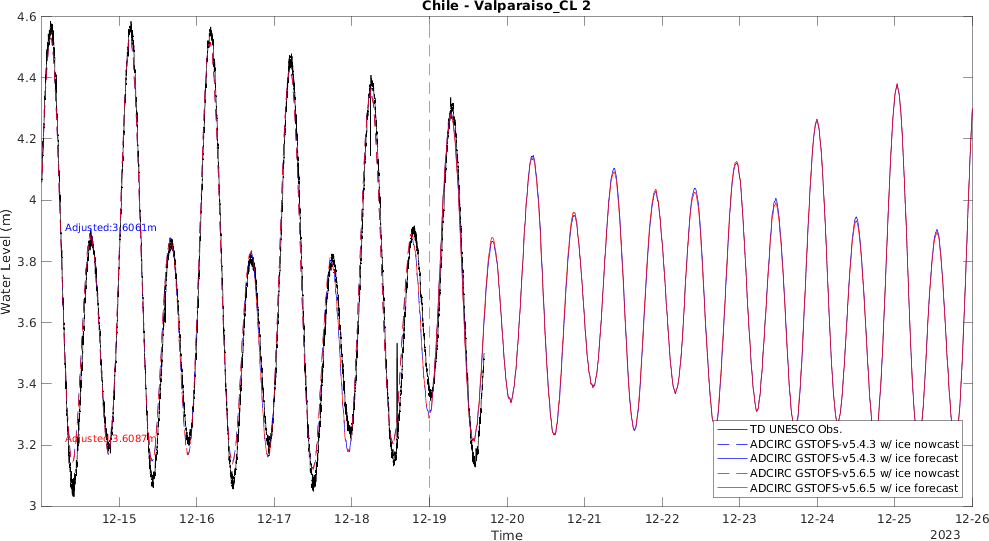 Chile - Valparaiso_CL 2
4.6
4.4
4.2
4
3.8
3.6
3.4
3.2
3
Water Level (m)
Adjusted:3.6061m
Adjusted:3.6087m
TD UNESCO Obs.
ADCIRC GSTOFS-v5.4.3 w/ ice nowcast
ADCIRC GSTOFS-v5.4.3 w/ ice forecast
ADCIRC GSTOFS-v5.6.5 w/ ice nowcast
ADCIRC GSTOFS-v5.6.5 w/ ice forecast
12-15 12-16 12-17 12-18 12-19 12-20 12-21 12-22 12-23 12-24 12-25 12-26
Time
2023